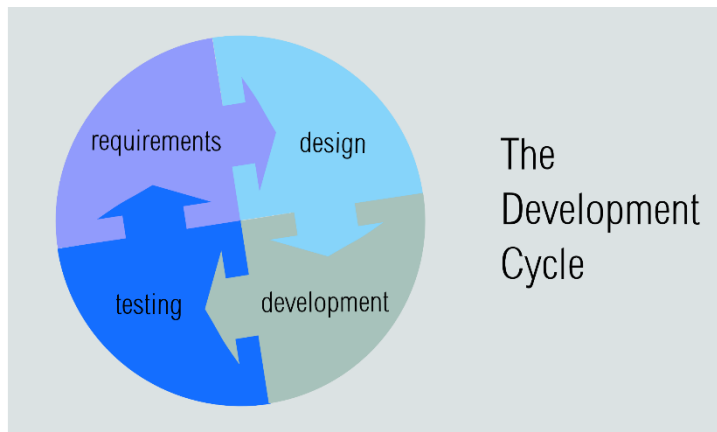 requirements
design
testing
development
The
Development
Cycle